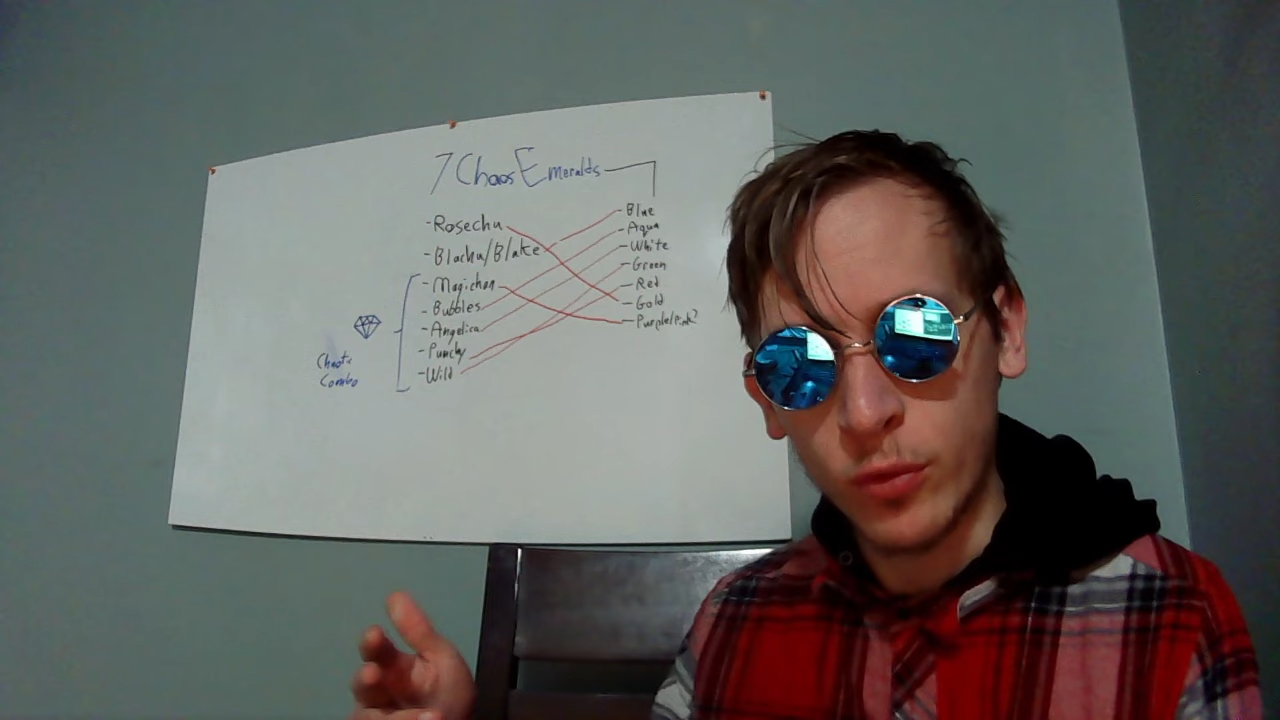 7 Chaos Emeralds
- Rosechu
- Blachu/Blake
- Magichan
- Bubbles
- Angelica
- Punchy
- Wild
Chaotic
Combo
- Blue
- Aqua
- White
- Green
- Red
- Gold
- Purple/Pink?